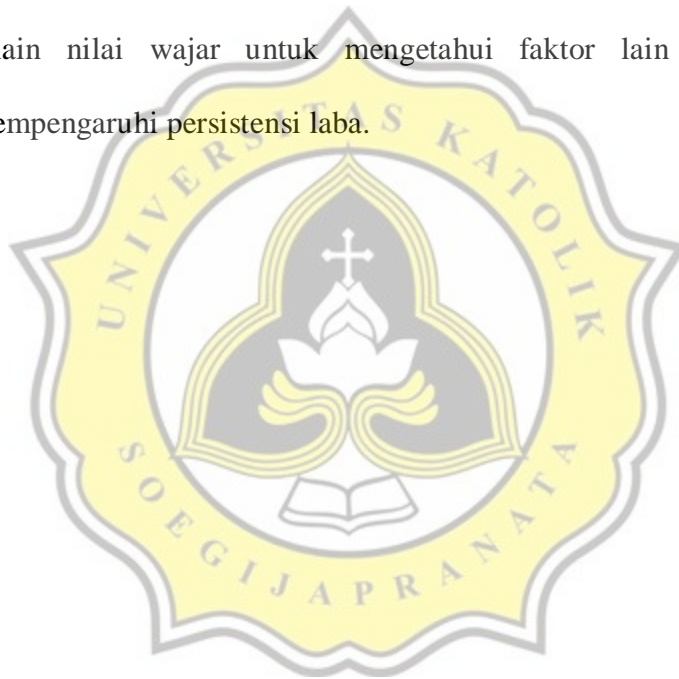 ain nilai wajar untuk mengetahui faktor lain
empengaruhi persistensi laba.
UNIVERSITAS KATOLIK
SOEGIJAPRANATA